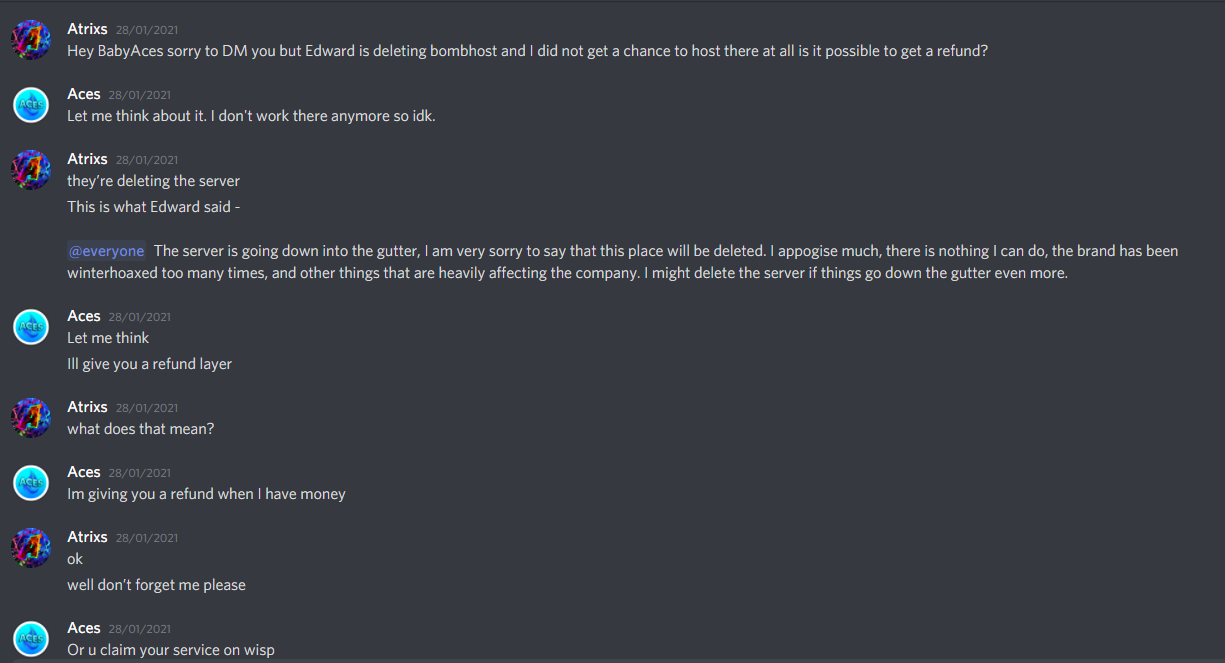 Atrixs 28/01/2021
Hey BabyAces sorry to DM you but Edward is deleting bombhost and I did not get a chance to host there at all is it possible to get a refund?
ACES
Aces 28/01/2021
Let me think about it. I don't work there anymore so idk.
Atrixs 28/01/2021
they're deleting the server
This is what Edward said -
@everyone The server is going down into the gutter, I am very sorry to say that this place will be deleted. I appogise much, there is nothing I can do, the brand has been
winterhoaxed too many times, and other things that are heavily affecting the company. I might delete the server if things go down the gutter even more.
ACES
Aces 28/01/2021
Let me think
Ill give you a refund layer
Atrixs 28/01/2021
what does that mean?
ACES
Aces 28/01/2021
Im giving you a refund when I have money
Atrixs 28/01/2021
ok
well don't forget me please
ACES
Aces 28/01/2021
Or u claim your service on wisp